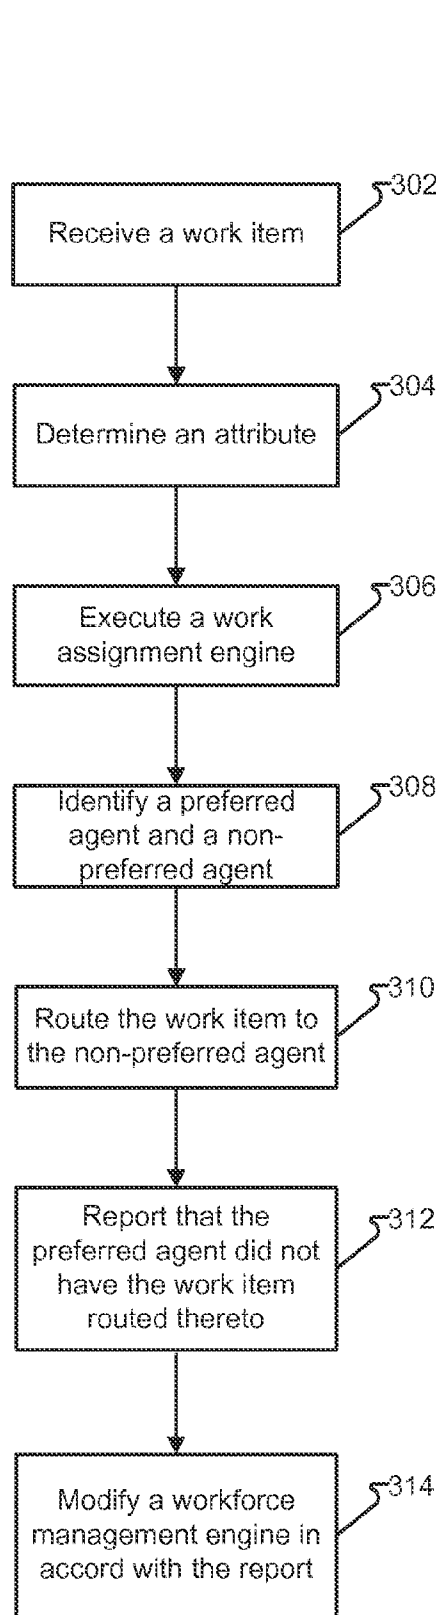 302
Receive a work item
304
Determine an attribute
306
Execute a work
assignment engine
308
Identify a preferred
agent and a non-
preferred agent
310
Route the work item to
the non-preferred agent
312
Report that the
preferred agent did not
have the work item
routed thereto
314
Modify a workforce
management engine in
accord with the report